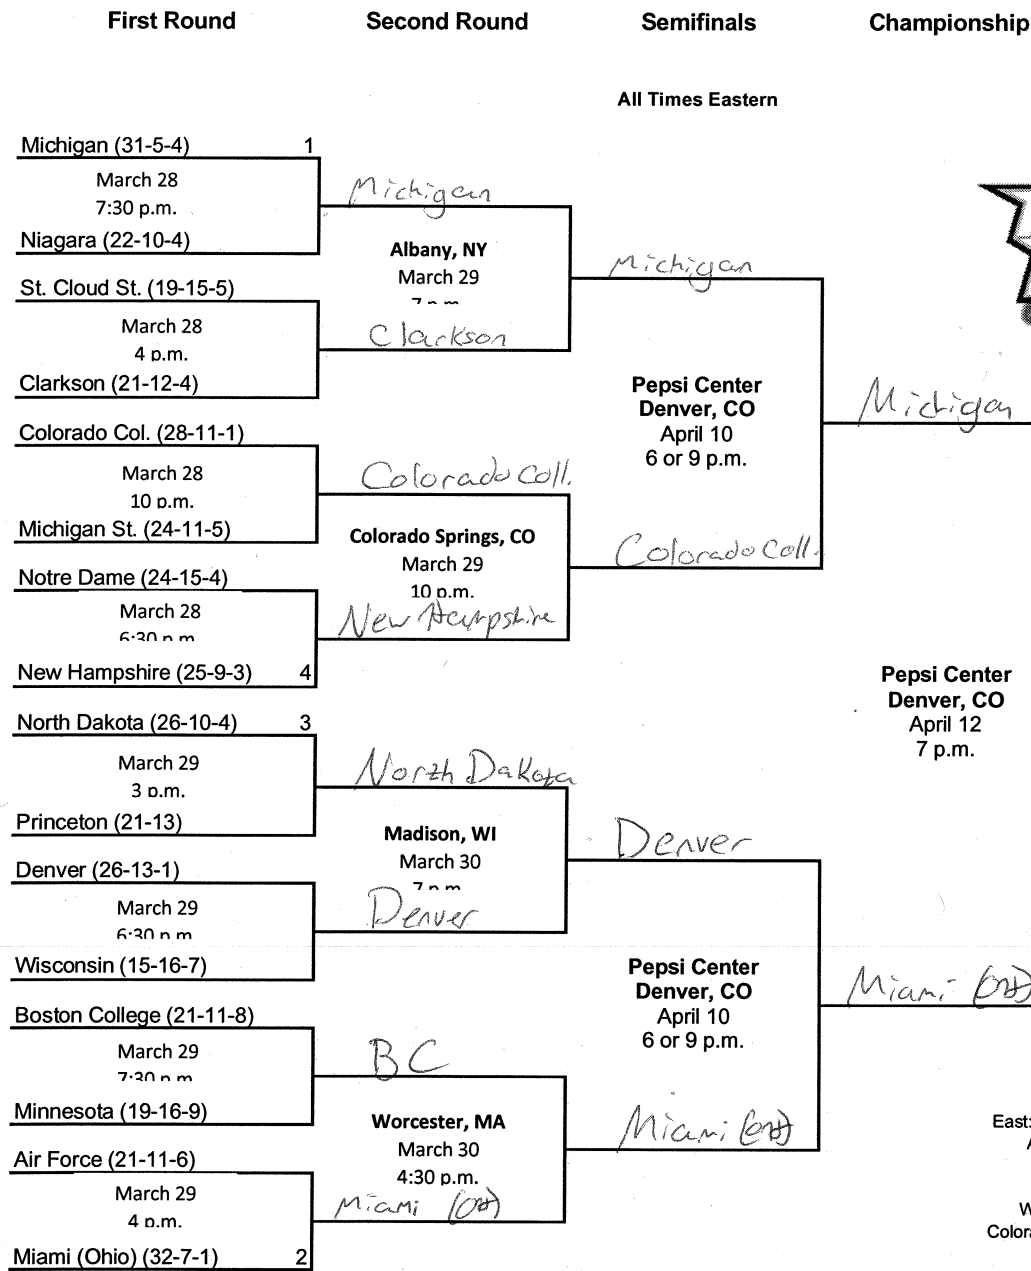 First Round Second Round Semifinals Championship
All Times Eastern
Michigan (31-5-4) 1
March 28
7:30 p.m.
Niagara (22-10-4)
St. Cloud St. (19-15-5)
March 28
4 p.m.
Clarkson (21-12-4)
Colorado Col. (28-11-1)
March 28
10 p.m.
Michigan St. (24-11-5)
Notre Dame (24-15-4)
March 28
6:30 p.m.
New Hampshire (25-9-3) 4
North Dakota (26-10-4) 3
March 29
3 p.m.
Princeton (21-13)
Denver (26-13-1)
March 29
6:30 p.m.
Wisconsin (15-16-7)
Boston College (21-11-8)
March 29
7:30 p.m.
Minnesota (19-16-9)
Air Force (21-11-6)
March 29
4 p.m.
Miami (Ohio) (32-7-1) 2
Michigan
Albany, NY
March 29
7 p.m.
Clarkson
Colorado Coll.
Colorado Springs, CO
March 29
10 p.m.
New Hampshire
North Dakota
Madison, WI
March 30
7 p.m.
Denver
BC
Worcester, MA
March 30
4:30 p.m.
Miami (OH)
Michigan
Pepsi Center
Denver, CO
April 10
6 or 9 p.m.
Colorado Coll.
Denver
Pepsi Center
Denver, CO
April 10
6 or 9 p.m.
Miami (OH)
Michigan
Pepsi Center
Denver, CO
April 12
7 p.m.
Miami (OH)
East: